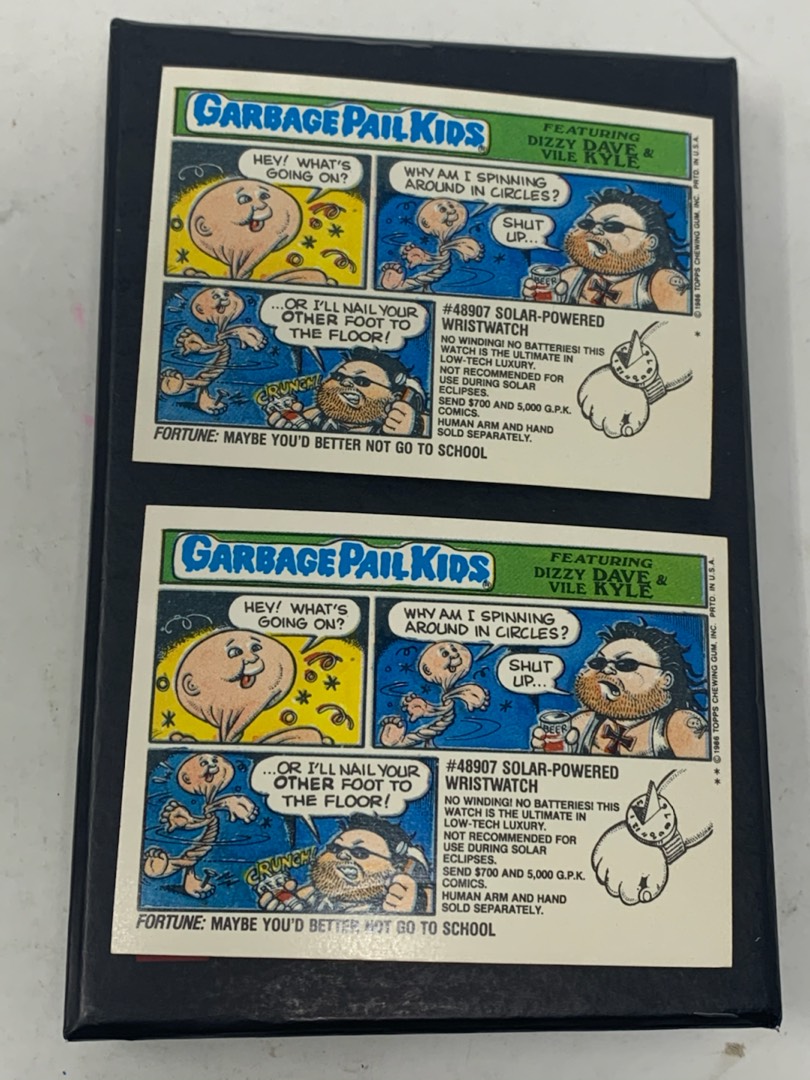 GARBAGE PAIL KIDS
FEATURING
DIZZY DAVE &
VILE KYLE
HEY! WHAT'S
GOING ON?
WHY AM I SPINNING
AROUND IN CIRCLES?
SHUT
UP...
BEER
...OR I'LL NAIL YOUR
OTHER FOOT TO
THE FLOOR!
CRUNCH!
#48907 SOLAR-POWERED
WRISTWATCH
NO WINDING! NO BATTERIES! THIS
WATCH IS THE ULTIMATE IN
LOW-TECH LUXURY.
NOT RECOMMENDED FOR
USE DURING SOLAR
ECLIPSES.
SEND $700 AND 5,000 G.P.K.
COMICS.
HUMAN ARM AND HAND
SOLD SEPARATELY.
FORTUNE: MAYBE YOU'D BETTER NOT GO TO SCHOOL
* © 1986 TOPPS CHEWING GUM, INC. PRTD. IN U.S.A.
GARBAGE PAIL KIDS
FEATURING
DIZZY DAVE &
VILE KYLE
HEY! WHAT'S
GOING ON?
WHY AM I SPINNING
AROUND IN CIRCLES?
SHUT
UP...
BEER
...OR I'LL NAIL YOUR
OTHER FOOT TO
THE FLOOR!
CRUNCH!
#48907 SOLAR-POWERED
WRISTWATCH
NO WINDING! NO BATTERIES! THIS
WATCH IS THE ULTIMATE IN
LOW-TECH LUXURY.
NOT RECOMMENDED FOR
USE DURING SOLAR
ECLIPSES.
SEND $700 AND 5,000 G.P.K.
COMICS.
HUMAN ARM AND HAND
SOLD SEPARATELY.
FORTUNE: MAYBE YOU'D BETTER NOT GO TO SCHOOL
* * © 1986 TOPPS CHEWING GUM, INC. PRTD. IN U.S.A.